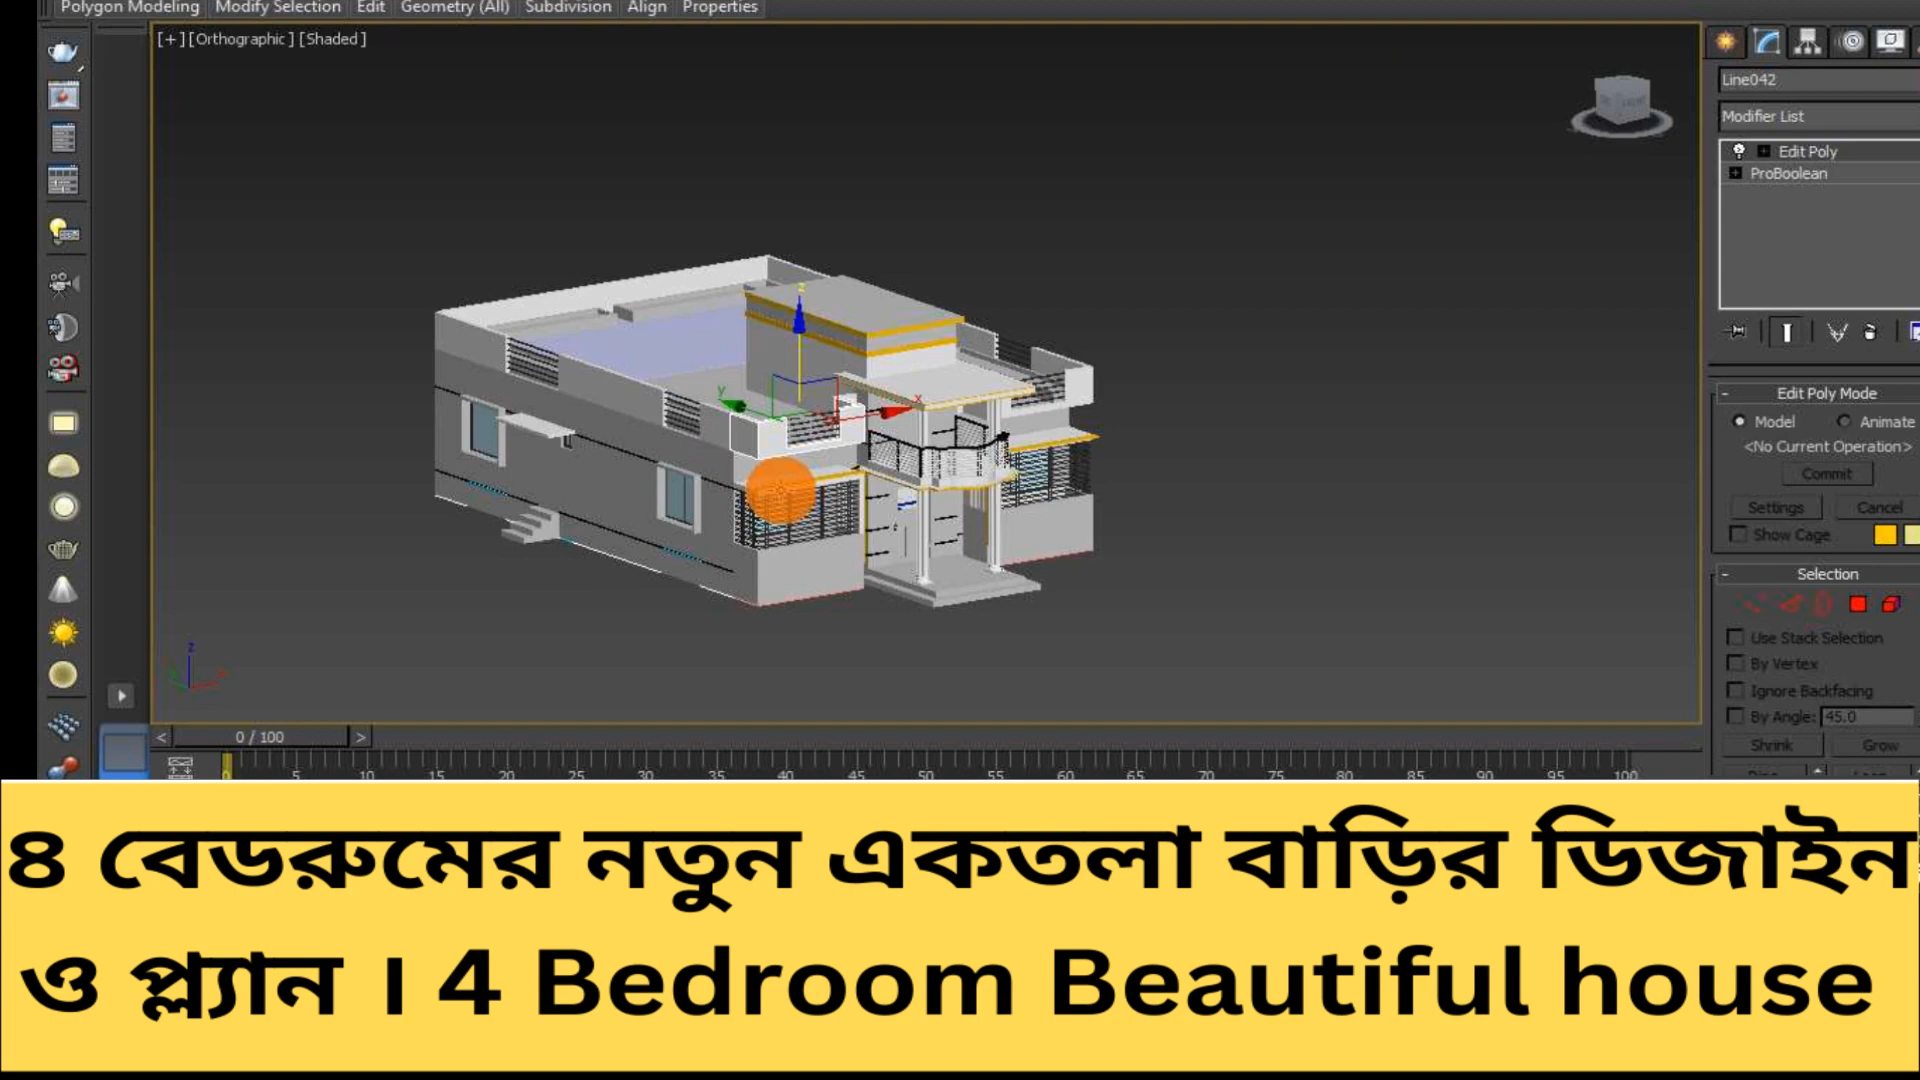 Polygon Modeling Modify Selection Edit Geometry (All) Subdivision Align Properties
[+][Orthographic][Shaded]
Line042
Modifier List
Edit Poly
ProBoolean
z
y
x
Edit Poly Mode
Model Animate
<No Current Operation>
Commit
Settings Cancel
Show Cage
Selection
Use Stack Selection
By Vertex
Ignore Backfacing
By Angle: 45.0
Shrink Grow
z
< 0 / 100 >
0 5 10 15 20 25 30 35 40 45 50 55 60 65 70 75 80 85 90 95 100
৪ বেডরুমের নতুন একতলা বাড়ির ডিজাইন
ও প্ল্যান । 4 Bedroom Beautiful house